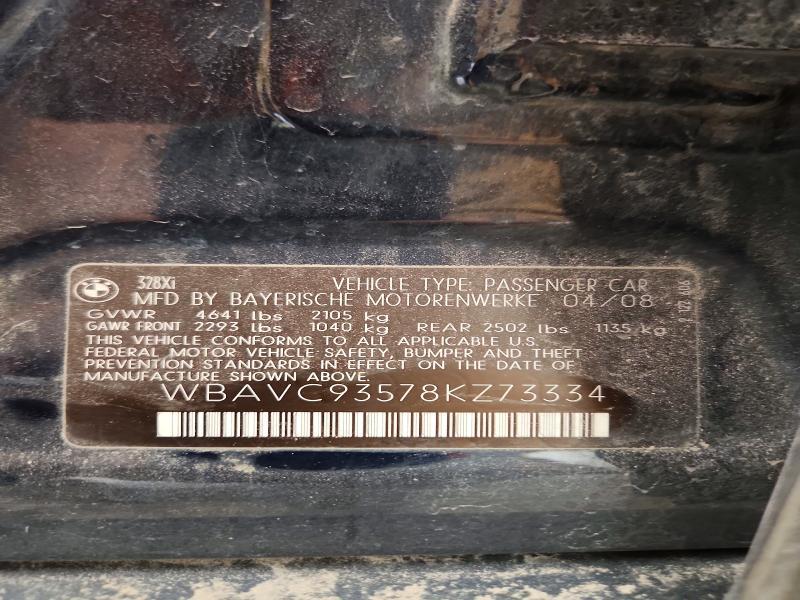 328Xi
VEHICLE TYPE: PASSENGER CAR
MFD BY BAYERISCHE MOTORENWERKE 04/08
GVWR 4641 lbs 2105 kg
GAWR FRONT 2293 lbs 1040 kg REAR 2502 lbs 1135 kg
THIS VEHICLE CONFORMS TO ALL APPLICABLE U.S.
FEDERAL MOTOR VEHICLE SAFETY, BUMPER AND THEFT
PREVENTION STANDARDS IN EFFECT ON THE DATE OF
MANUFACTURE SHOWN ABOVE.
WBAVC93578KZ73334